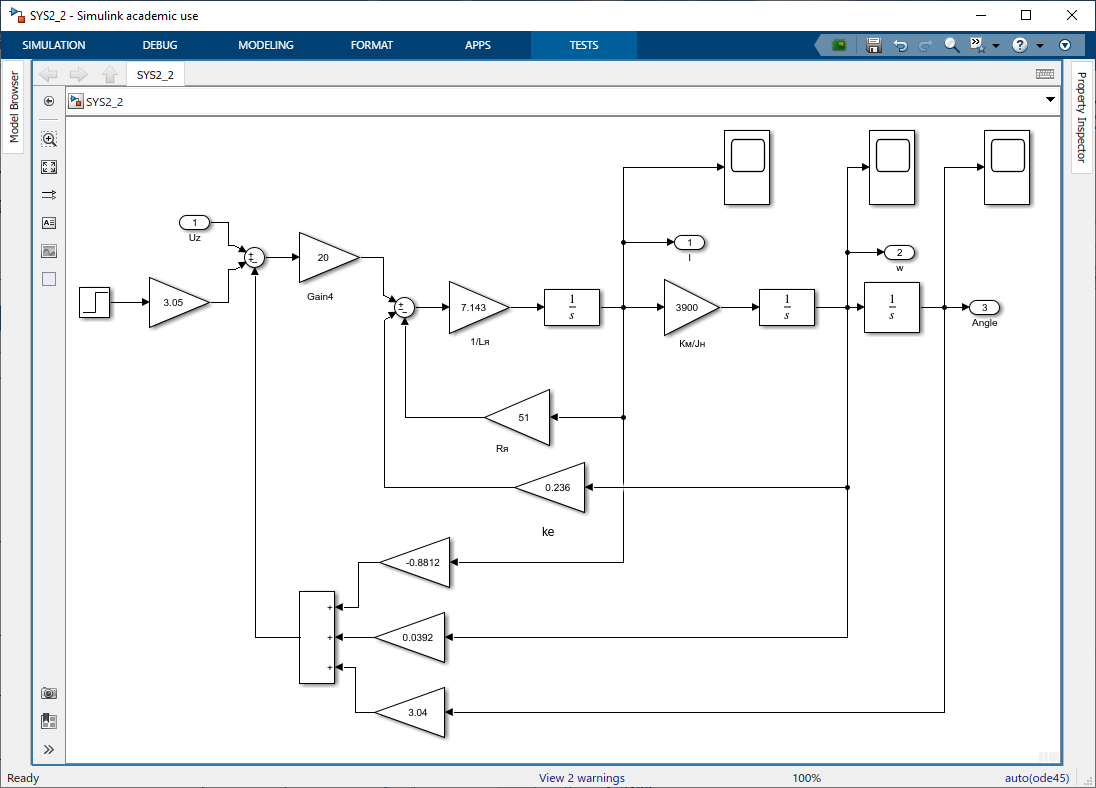 SYS2_2 - Simulink academic use
SIMULATION DEBUG MODELING FORMAT APPS TESTS
SYS2_2
SYS2_2
Model Browser
Property Inspector
1
Uz
3.05
20
Gain4
7.143
1/Lя
1
s
1
I
3900
Kм/Jн
1
s
2
w
1
s
3
Angle
51
Rя
0.236
ke
-0.8812
0.0392
3.04
Ready View 2 warnings 100% auto(ode45)